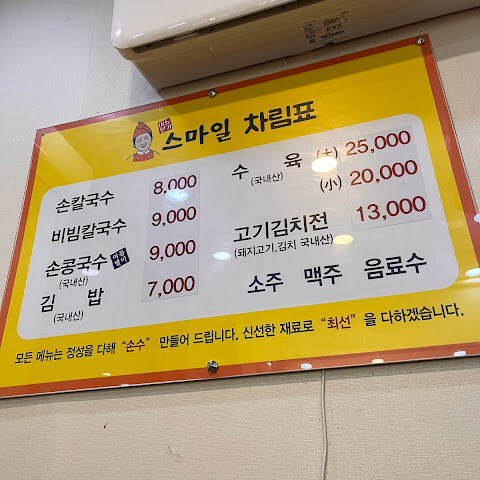 스마일 차림표
손칼국수 8,000
비빔칼국수 9,000
손콩국수 9,000
(국내산)
김 밥 7,000
(국내산)
수 육 (大) 25,000
(국내산) (小) 20,000
고기김치전 13,000
(돼지고기,김치 국내산)
소주 맥주 음료수
모든 메뉴는 정성을 다해 "손수" 만들어 드립니다. 신선한 재료로 "최선" 을 다하겠습니다.